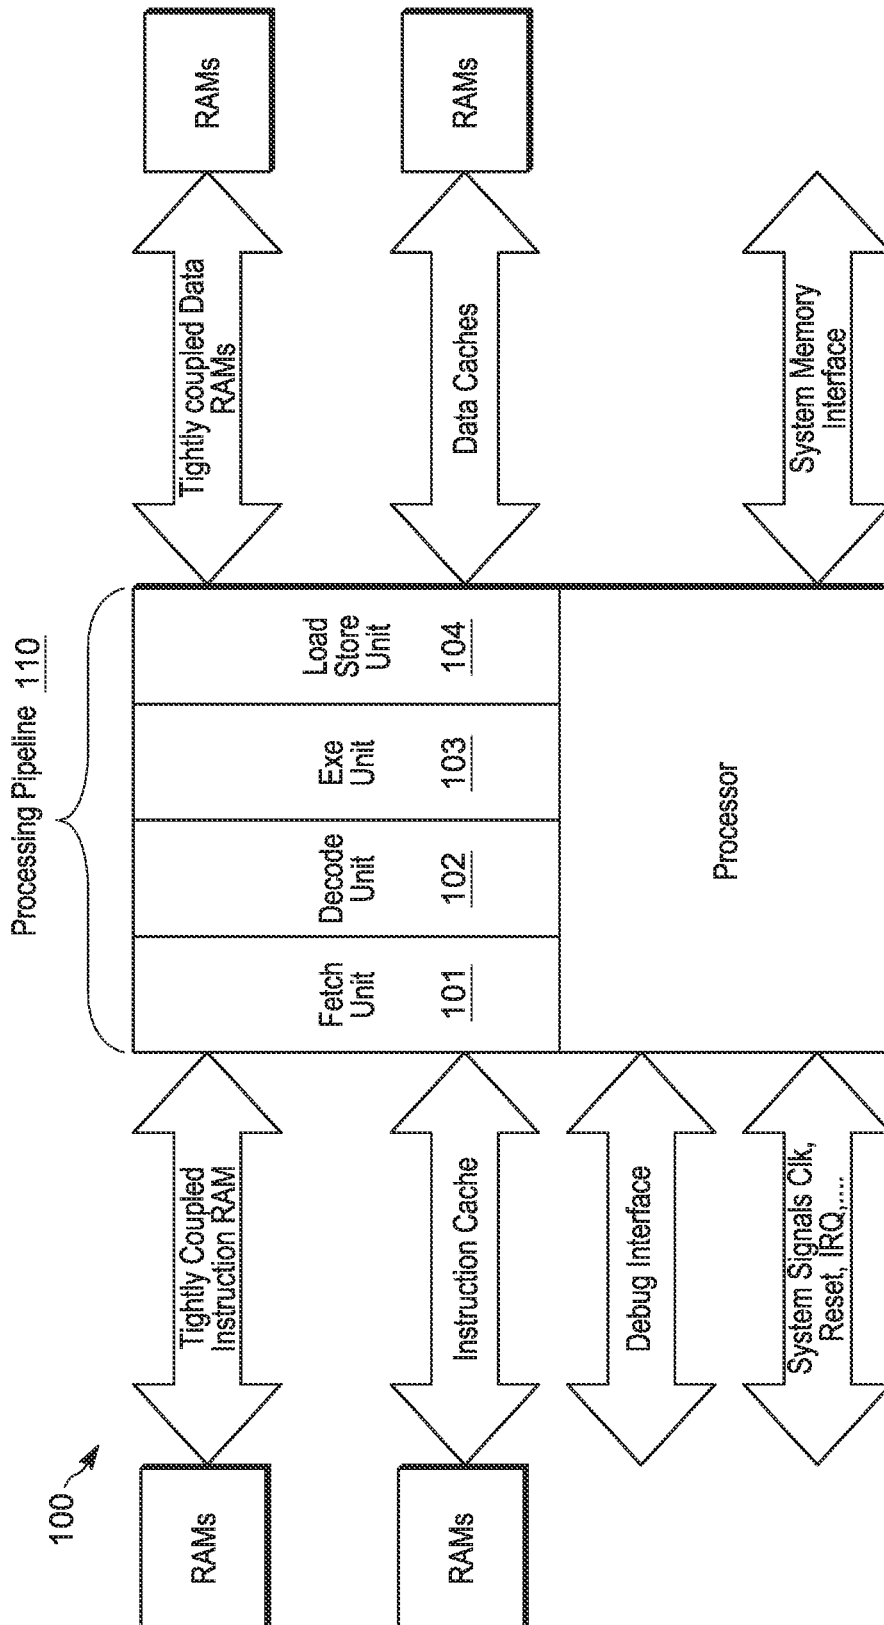 100
Processing Pipeline 110
RAMs
Tightly Coupled
Instruction RAM
Fetch
Unit
101
Decode
Unit
102
Exe
Unit
103
Load
Store
Unit
104
Tightly coupled Data
RAMs
RAMs
RAMs
Instruction Cache
Data Caches
RAMs
Debug Interface
Processor
System Signals Clk,
Reset, IRQ,....
System Memory
Interface